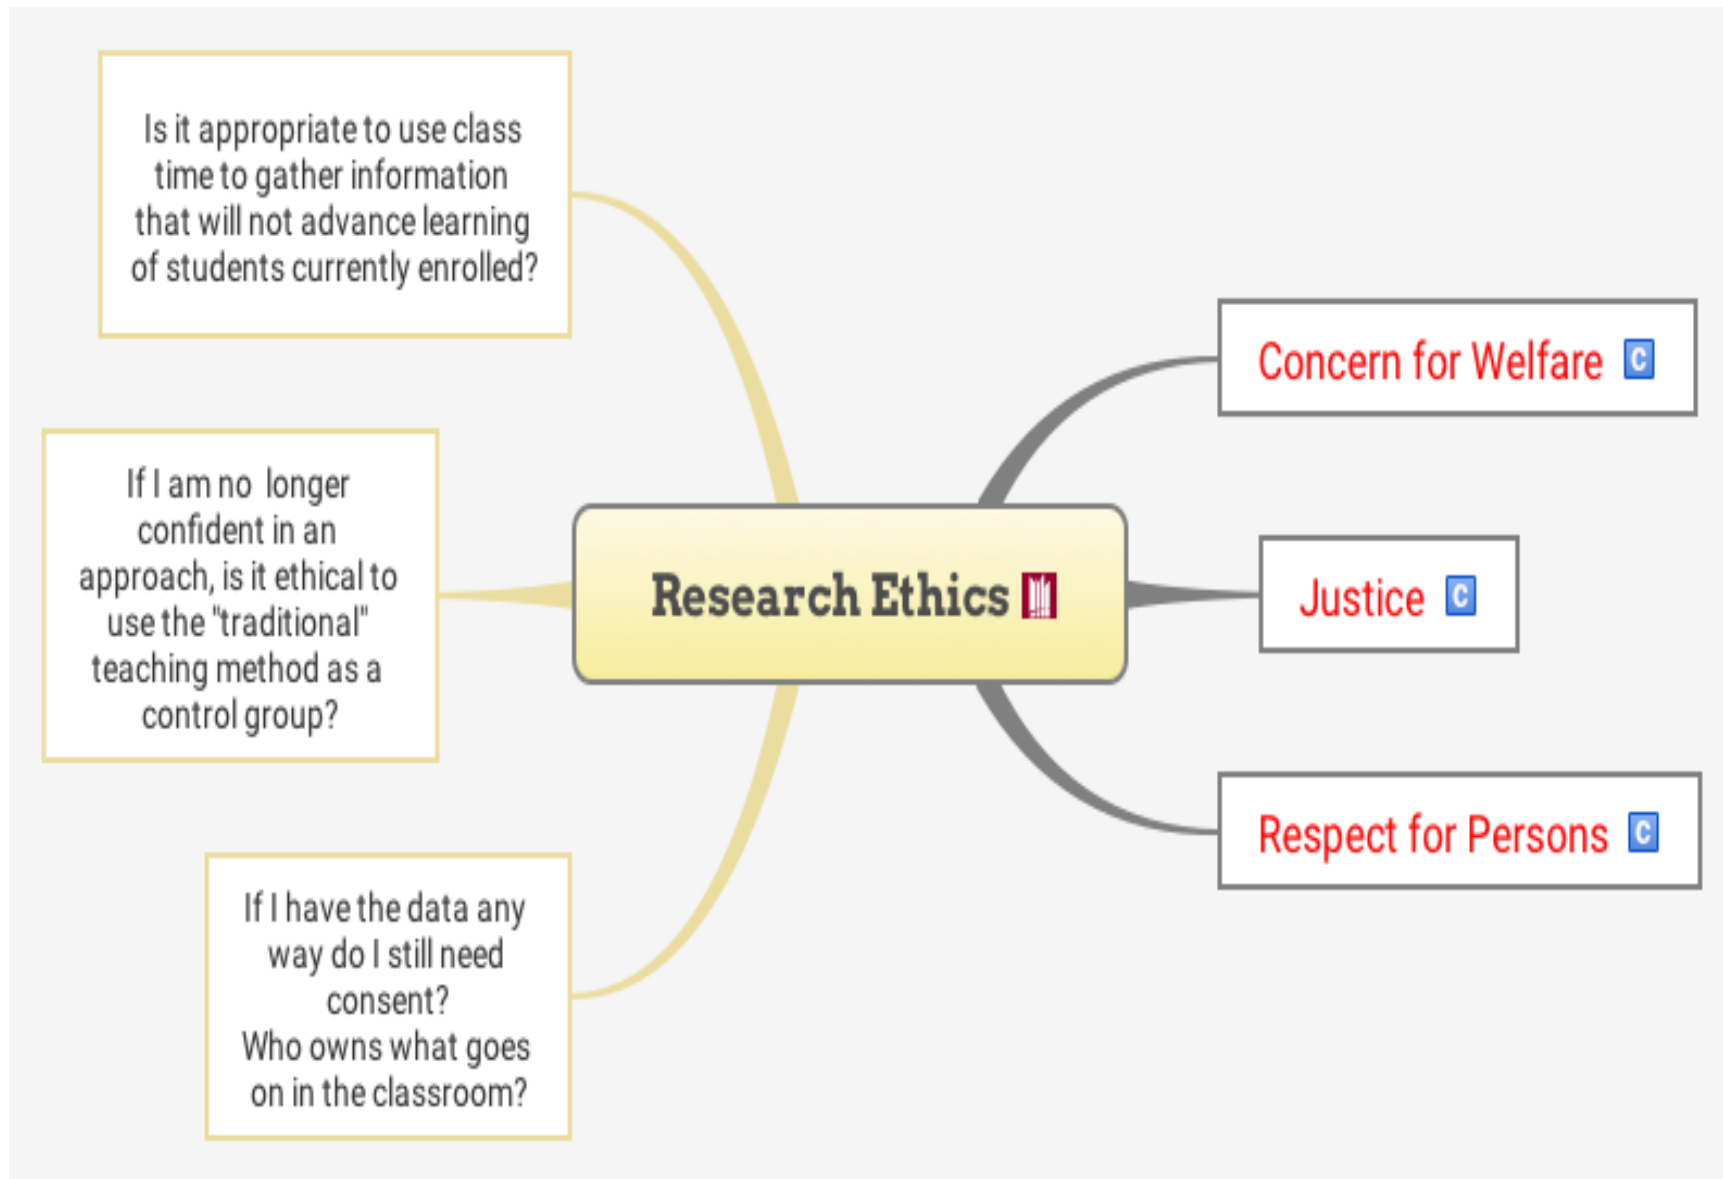 Is it appropriate to use class
time to gather information
that will not advance learning
of students currently enrolled?
If I am no longer
confident in an
approach, is it ethical to
use the "traditional"
teaching method as a
control group?
If I have the data any
way do I still need
consent?
Who owns what goes
on in the classroom?
Research Ethics
Concern for Welfare C
Justice C
Respect for Persons C